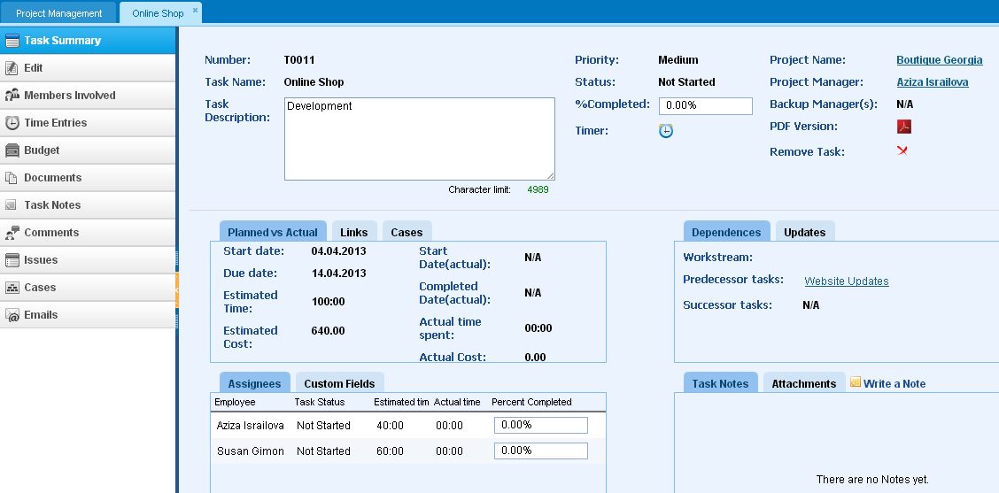 Project Management
Online Shop
Task Summary
Edit
Members Involved
Time Entries
Budget
Documents
Task Notes
Comments
Issues
Cases
Emails
Number: T0011
Task Name: Online Shop
Task
Description:
Development
Character limit: 4989
Priority: Medium
Status: Not Started
%Completed: 0.00%
Timer:
Project Name: Boutique Georgia
Project Manager: Aziza Israilova
Backup Manager(s): N/A
PDF Version:
Remove Task:
Planned vs Actual Links Cases
Start date: 04.04.2013
Due date: 14.04.2013
Estimated
Time: 100:00
Estimated
Cost: 640.00
Start
Date(actual): N/A
Completed
Date(actual): N/A
Actual time
spent: 00:00
Actual Cost: 0.00
Dependences Updates
Workstream:
Predecessor tasks: Website Updates
Successor tasks: N/A
Assignees Custom Fields
Employee Task Status Estimated tim Actual time Percent Completed
Aziza Israilova Not Started 40:00 00:00 0.00%
Susan Gimon Not Started 60:00 00:00 0.00%
Task Notes Attachments Write a Note
There are no Notes yet.